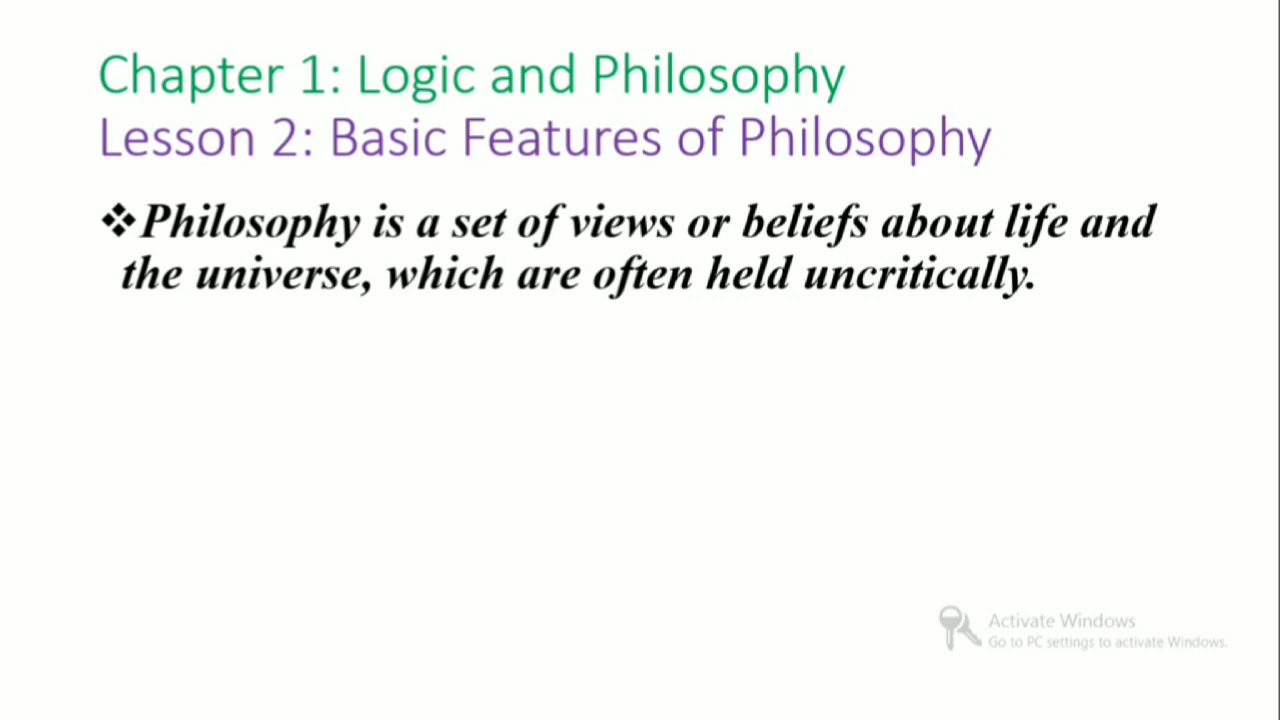 Chapter 1: Logic and Philosophy
Lesson 2: Basic Features of Philosophy
❖Philosophy is a set of views or beliefs about life and
the universe, which are often held uncritically.
Activate Windows
Go to PC settings to activate Windows.